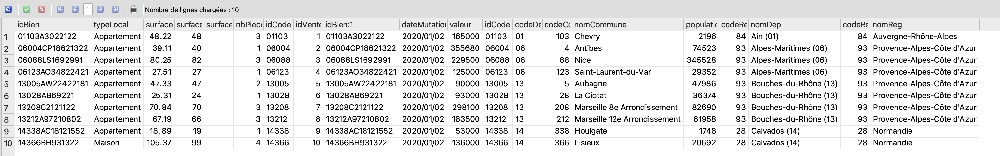 1 Nombre de lignes chargées : 10
idBien typeLocal surface surface surface nbPiece idCode idVente idBien:1 dateMutatio valeur idCode codeDe codeCo nomCommune populatio codeRe nomDep codeRe nomReg
1 01103A3022122 Appartement 48.22 48 3 01103 1 01103A3022122 2020/01/02 165000 01103 01 103 Chevry 2196 84 Ain (01) 84 Auvergne-Rhône-Alpes
2 06004CP18621322 Appartement 39.11 40 1 06004 2 06004CP18621322 2020/01/02 355680 06004 06 4 Antibes 74523 93 Alpes-Maritimes (06) 93 Provence-Alpes-Côte d'Azur
3 06088LS1692991 Appartement 80.25 82 3 06088 3 06088LS1692991 2020/01/02 229500 06088 06 88 Nice 345528 93 Alpes-Maritimes (06) 93 Provence-Alpes-Côte d'Azur
4 06123AO34822421 Appartement 27.51 27 1 06123 4 06123AO34822421 2020/01/02 125000 06123 06 123 Saint-Laurent-du-Var 29352 93 Alpes-Maritimes (06) 93 Provence-Alpes-Côte d'Azur
5 13005AW22422181 Appartement 47.33 47 2 13005 5 13005AW22422181 2020/01/02 90000 13005 13 5 Aubagne 47986 93 Bouches-du-Rhône (13) 93 Provence-Alpes-Côte d'Azur
6 13028AB69221 Appartement 25.31 24 1 13028 6 13028AB69221 2020/01/02 93000 13028 13 28 La Ciotat 36374 93 Bouches-du-Rhône (13) 93 Provence-Alpes-Côte d'Azur
7 13208C2121122 Appartement 70.84 70 3 13208 7 13208C2121122 2020/01/02 298100 13208 13 208 Marseille 8e Arrondissement 82690 93 Bouches-du-Rhône (13) 93 Provence-Alpes-Côte d'Azur
8 13212A97210802 Appartement 67.19 66 3 13212 8 13212A97210802 2020/01/02 163500 13212 13 212 Marseille 12e Arrondissement 61958 93 Bouches-du-Rhône (13) 93 Provence-Alpes-Côte d'Azur
9 14338AC18121552 Appartement 18.89 19 1 14338 9 14338AC18121552 2020/01/02 53000 14338 14 338 Houlgate 1748 28 Calvados (14) 28 Normandie
10 14366BH931322 Maison 105.37 99 4 14366 10 14366BH931322 2020/01/02 136000 14366 14 366 Lisieux 20692 28 Calvados (14) 28 Normandie